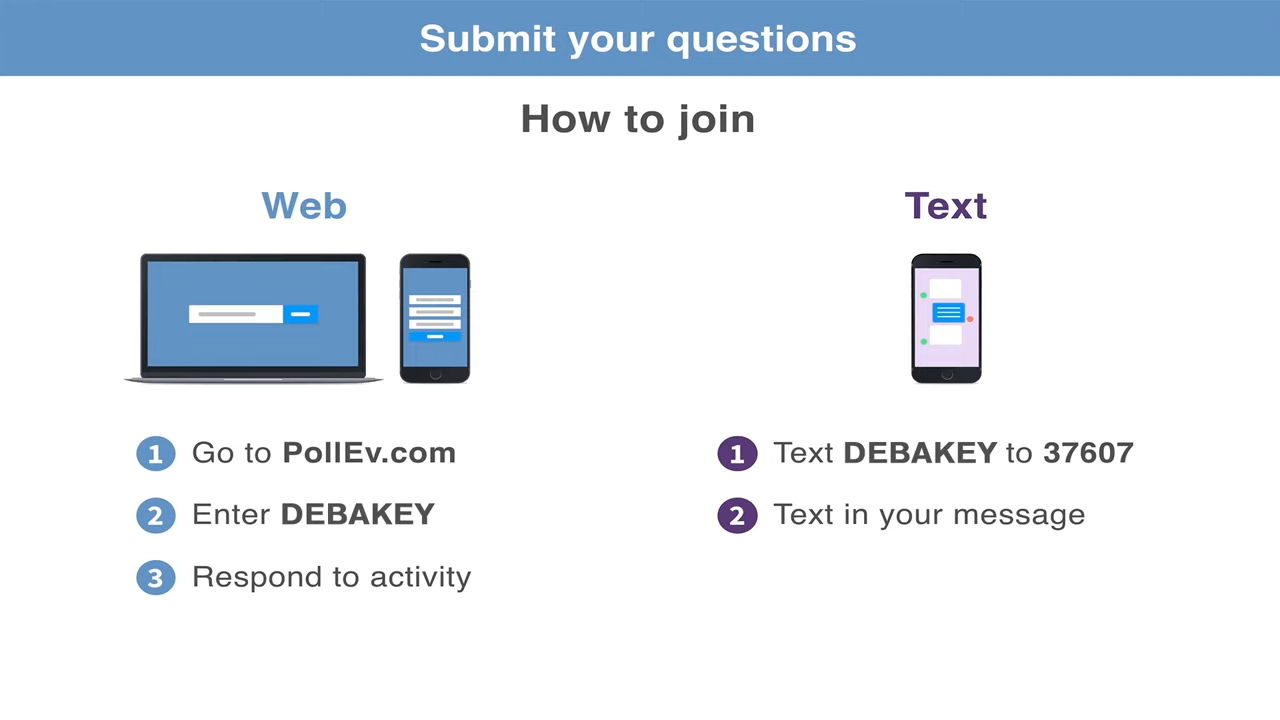 Submit your questions
How to join
Web
1 Go to PollEv.com
2 Enter DEBAKEY
3 Respond to activity
Text
1 Text DEBAKEY to 37607
2 Text in your message